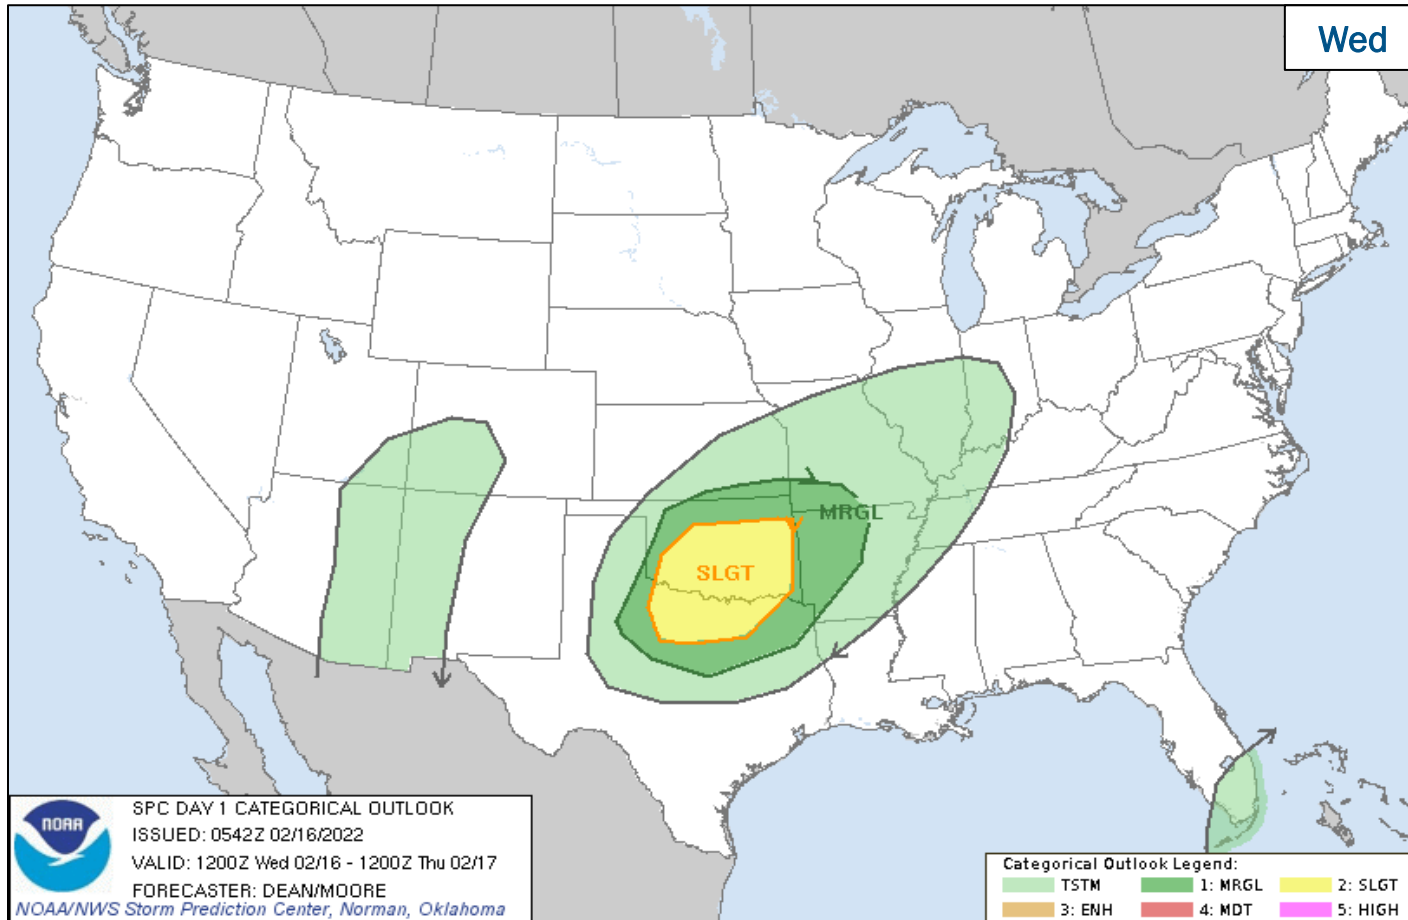 Wed
MRGL
SLGT
NOAA
SPC DAY 1 CATEGORICAL OUTLOOK
ISSUED: 0542Z 02/16/2022
VALID: 1200Z Wed 02/16 - 1200Z Thu 02/17
FORECASTER: DEAN/MOORE
NOAA/NWS Storm Prediction Center, Norman, Oklahoma
Categorical Outlook Legend:
TSTM 1: MRGL 2: SLGT
3: ENH 4: MDT 5: HIGH